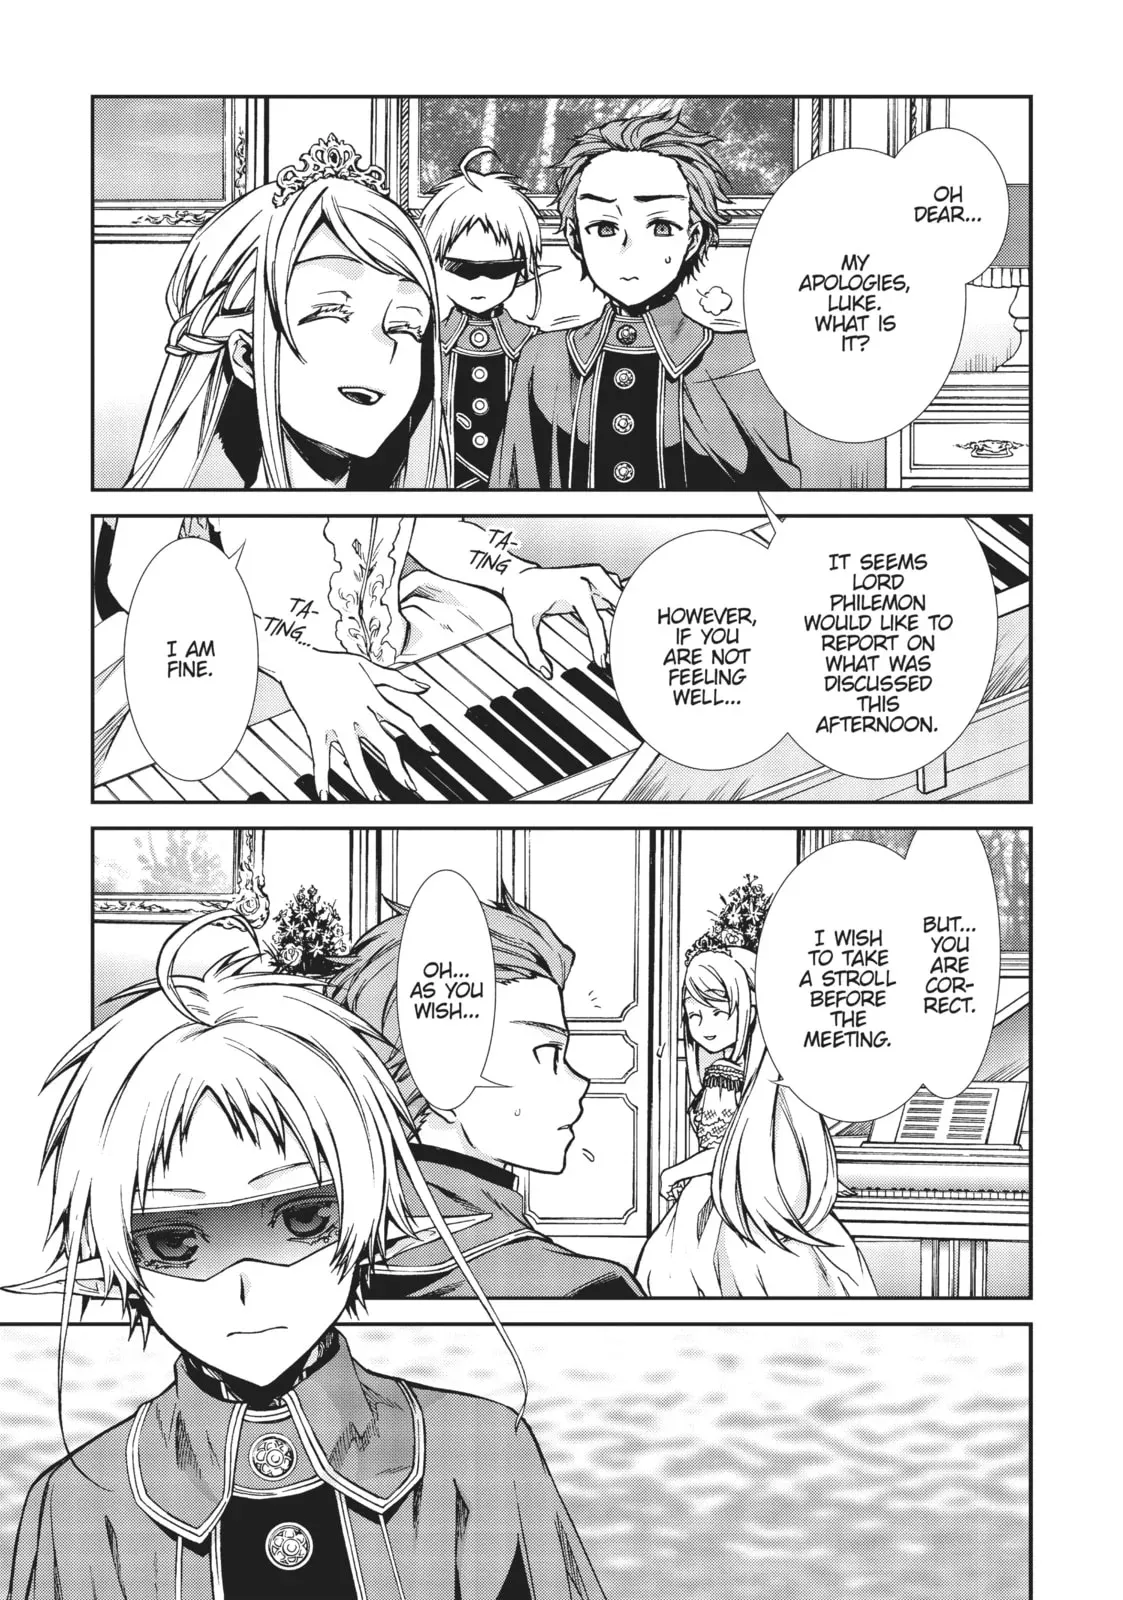 OH
DEAR...
MY
APOLOGIES,
LUKE.
WHAT IS
IT?
IT SEEMS
LORD
PHILEMON
WOULD LIKE TO
REPORT ON
WHAT WAS
DISCUSSED
THIS
AFTERNOON.
HOWEVER,
IF YOU
ARE NOT
FEELING
WELL...
TA-
TING
TA-
TING...
I AM
FINE.
BUT...
YOU
ARE
COR-
RECT.
I WISH
TO TAKE
A STROLL
BEFORE
THE
MEETING.
OH...
AS YOU
WISH...